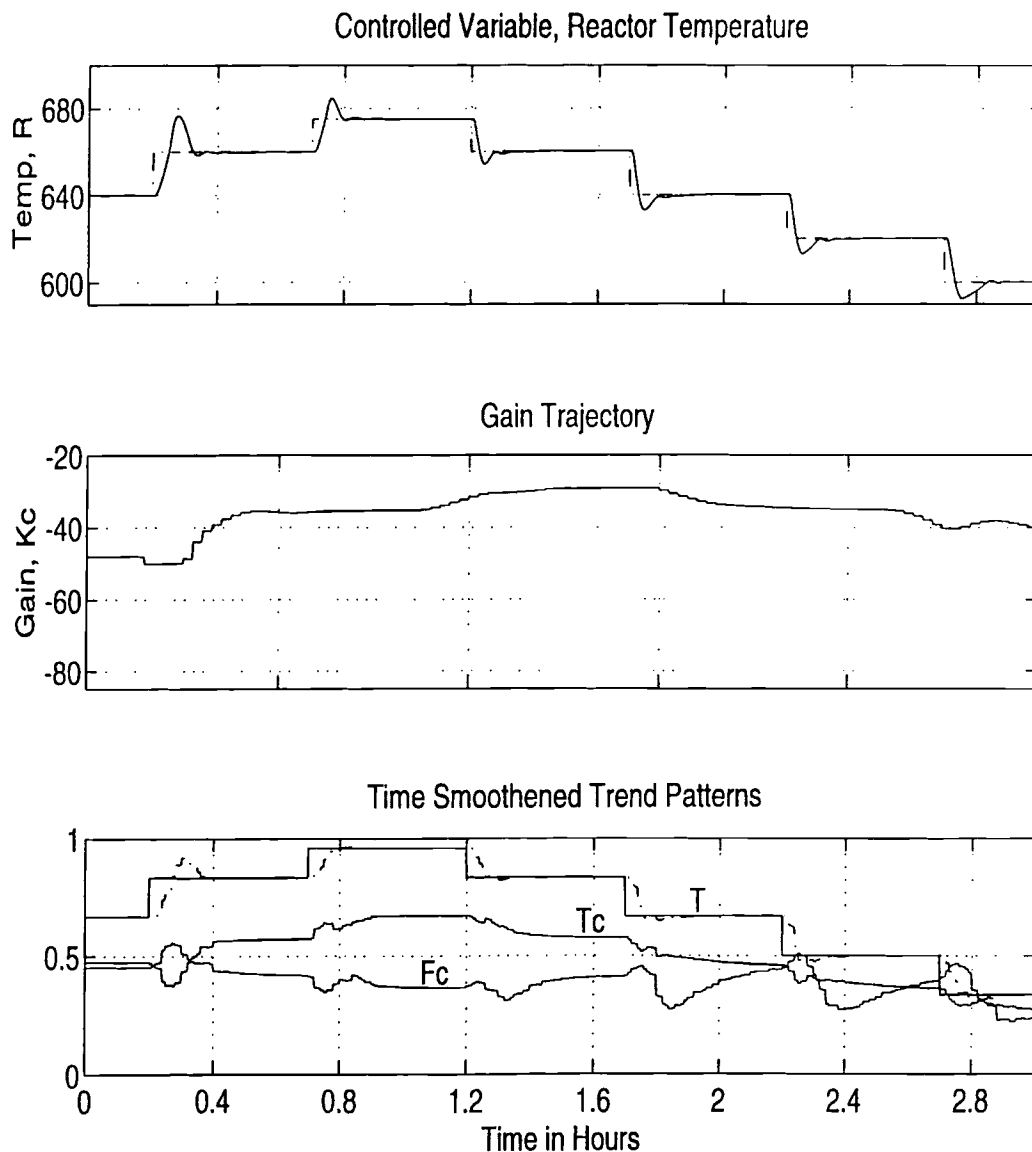 Controlled Variable, Reactor Temperature
680
640
600
Temp, R
Gain Trajectory
-20
-40
-60
-80
Gain, Kc
Time Smoothened Trend Patterns
1
0.5
0
T
Tc
Fc
0 0.4 0.8 1.2 1.6 2 2.4 2.8
Time in Hours